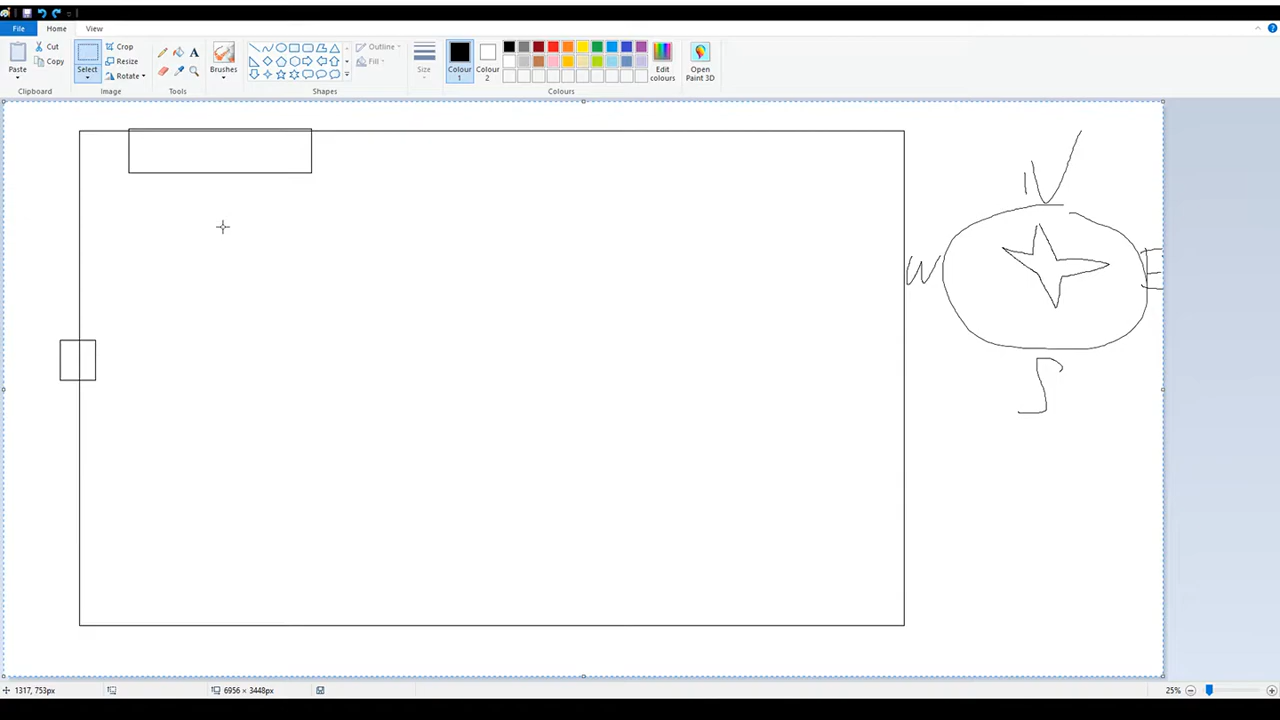 File Home View
Cut
Copy
Paste
Clipboard
Select
Crop
Resize
Rotate
Image
A
Tools
Brushes
Shapes
Outline
Fill
Size
Colour 1
Colour 2
Edit colours
Colours
Open Paint 3D
N
W
E
S
1317, 753px
6956 × 3448px
25%